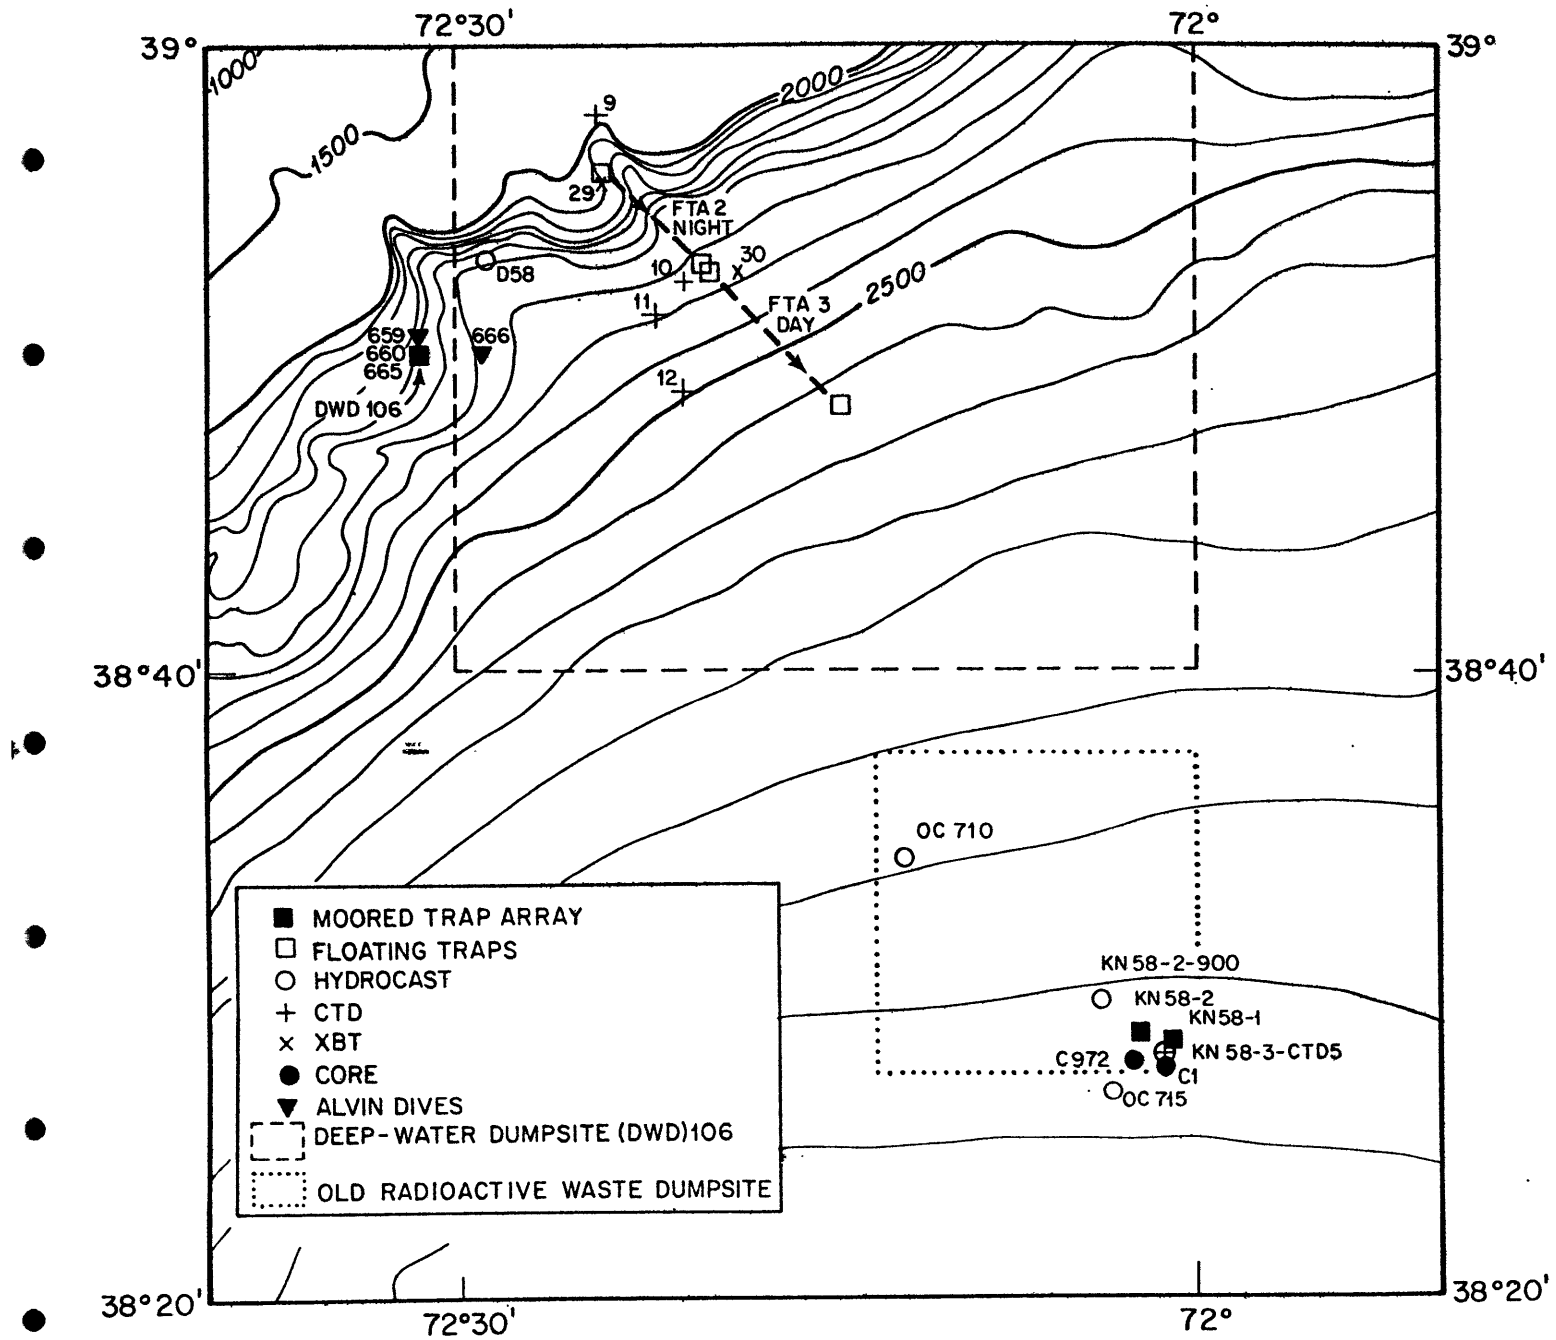 72°30'
72°
39°
39°
1000
1500
2000
9
29
FTA 2
NIGHT
D58
10
30
11
FTA 3
DAY
2500
659
660
665
666
12
DWD 106
38°40'
38°40'
OC 710
MOORED TRAP ARRAY
FLOATING TRAPS
HYDROCAST
CTD
XBT
CORE
ALVIN DIVES
DEEP-WATER DUMPSITE (DWD) 106
OLD RADIOACTIVE WASTE DUMPSITE
KN 58-2-900
KN 58-2
KN 58-1
KN 58-3-CTD5
C972
C1
OC 715
38°20'
38°20'
72°30'
72°